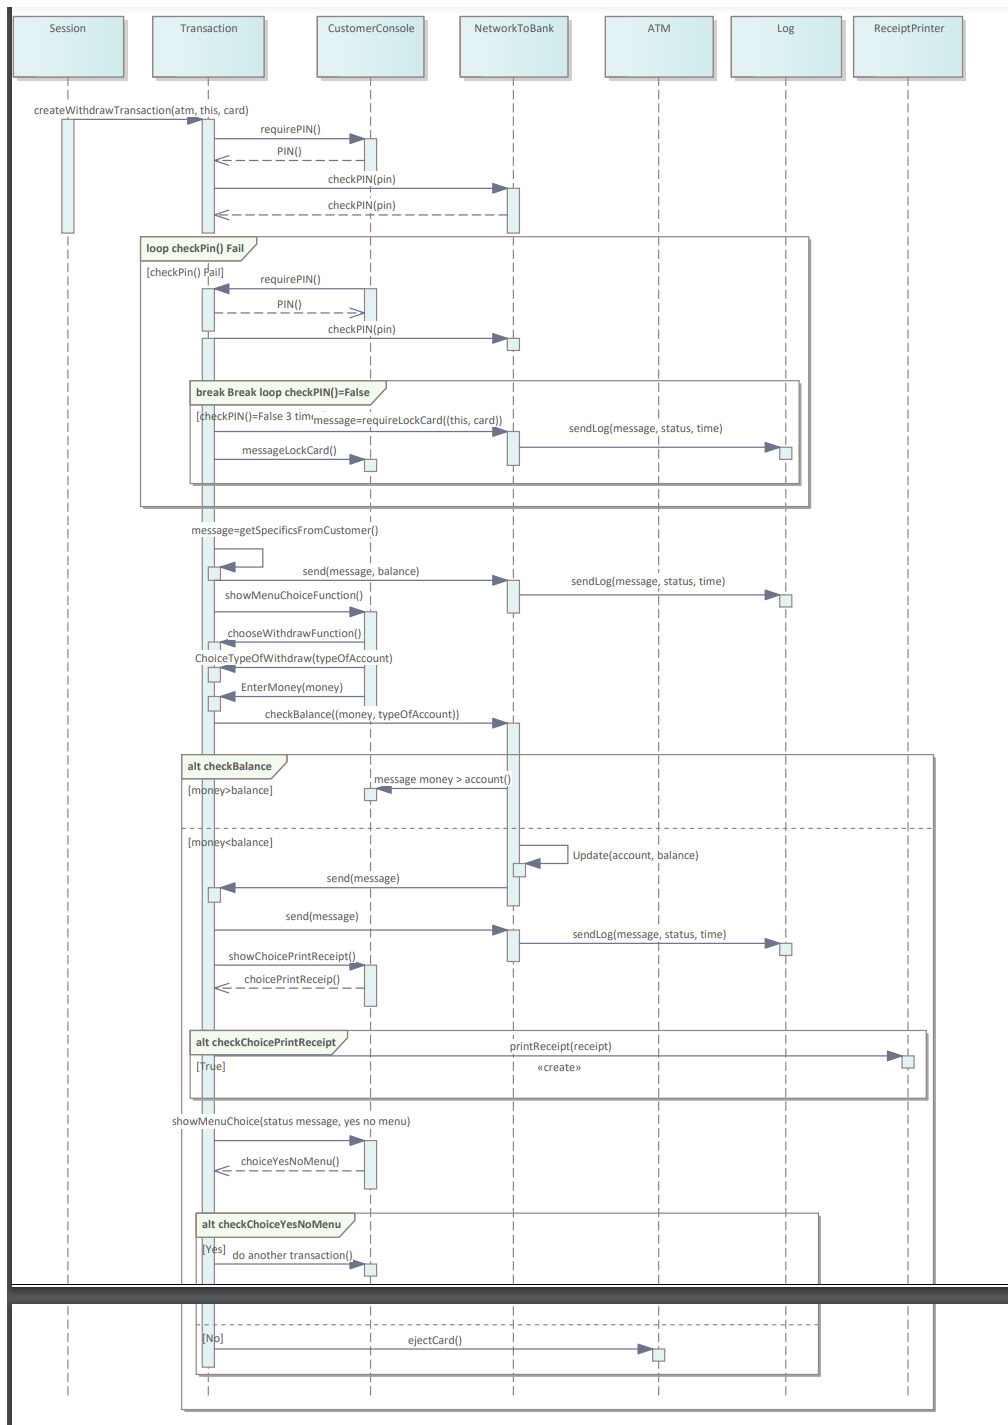 Session
Transaction
CustomerConsole
NetworkToBank
ATM
Log
ReceiptPrinter
createWithdrawTransaction(atm, this, card)
requirePIN()
PIN()
checkPIN(pin)
checkPIN(pin)
loop checkPin() Fail
[checkPin() Fail]
requirePIN()
PIN()
checkPIN(pin)
break Break loop checkPIN()=False
[checkPIN()=False 3
message=requireLockCard((this, card))
sendLog(message, status, time)
messageLockCard()
message=getSpecificsFromCustomer()
send(message, balance)
sendLog(message, status, time)
showMenuChoiceFunction()
chooseWithdrawFunction()
ChoiceTypeOfWithdraw(typeOfAccount)
EnterMoney(money)
checkBalance((money, typeOfAccount))
alt checkBalance
message money > account()
[money>balance]
[money<balance]
Update(account, balance)
send(message)
send(message)
sendLog(message, status, time)
showChoicePrintReceipt()
choicePrintReceip()
alt checkChoicePrintReceipt
printReceipt(receipt)
[True]
«create»
showMenuChoice(status message, yes no menu)
choiceYesNoMenu()
alt checkChoiceYesNoMenu
[Yes]
do another transaction()
[No]
ejectCard()